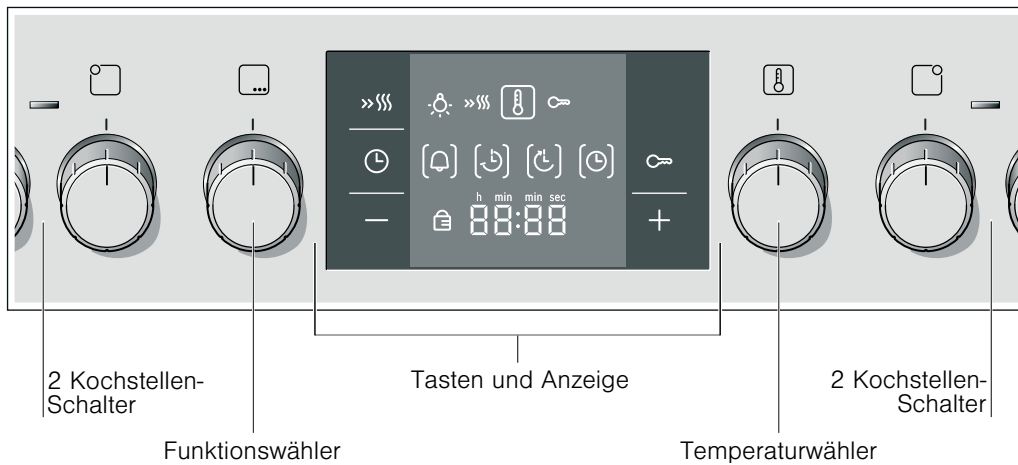 h min min sec
88:88
2 Kochstellen-
Schalter
Tasten und Anzeige
2 Kochstellen-
Schalter
Funktionswähler
Temperaturwähler